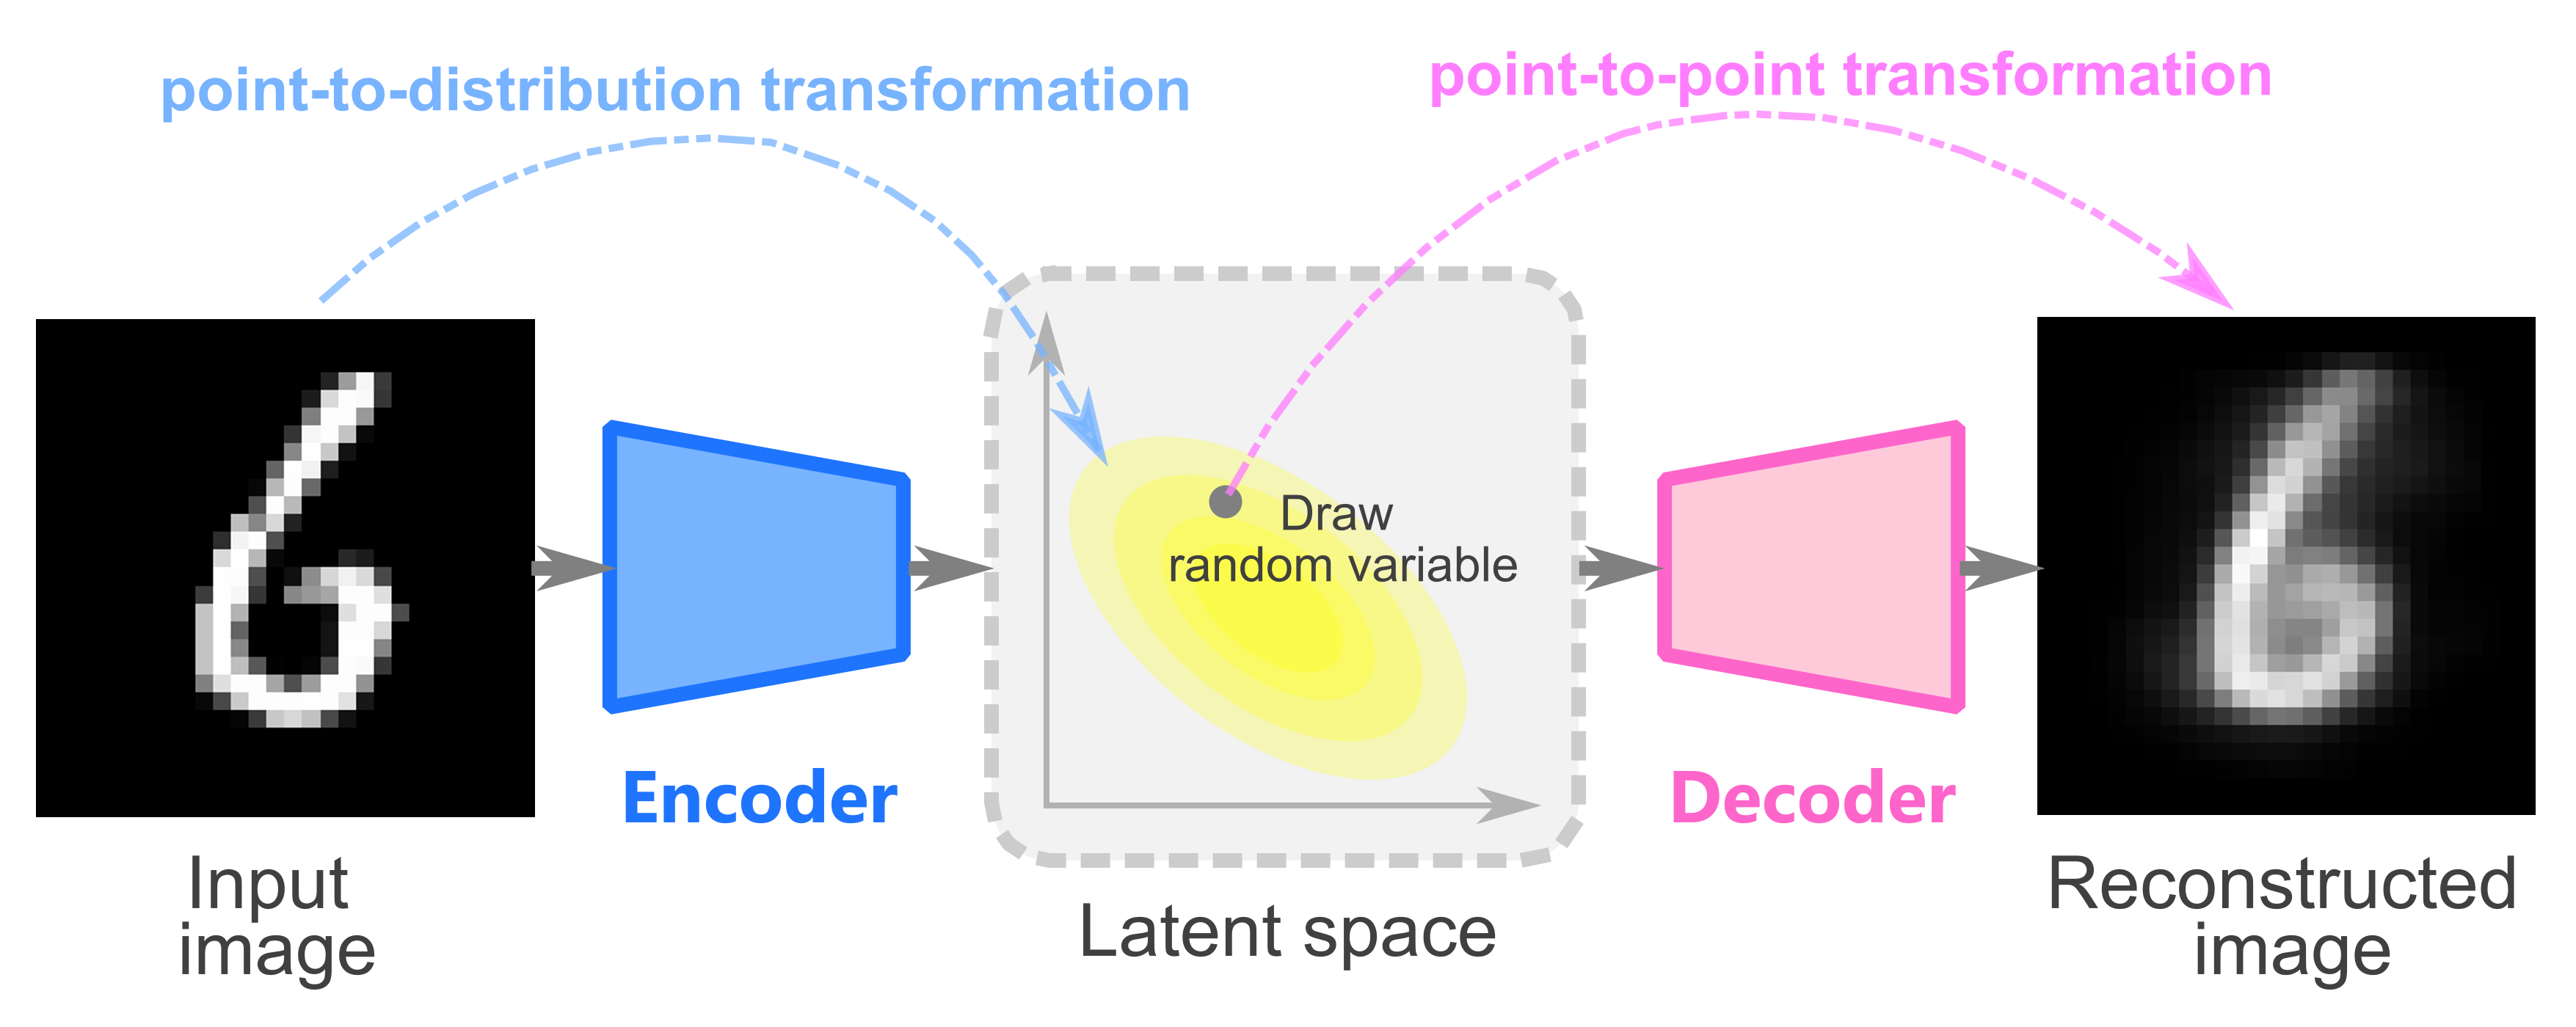 point-to-distribution transformation
point-to-point transformation
Draw
random variable
Encoder
Decoder
Input
image
Latent space
Reconstructed
image